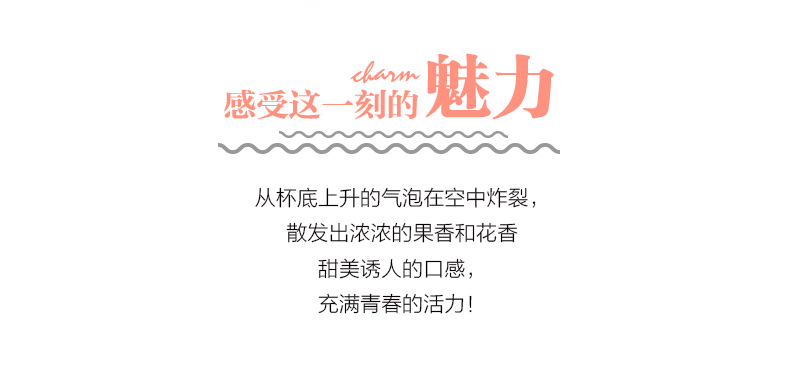 charm
感受这一刻的魅力
从杯底上升的气泡在空中炸裂，
散发出浓浓的果香和花香
甜美诱人的口感，
充满青春的活力！